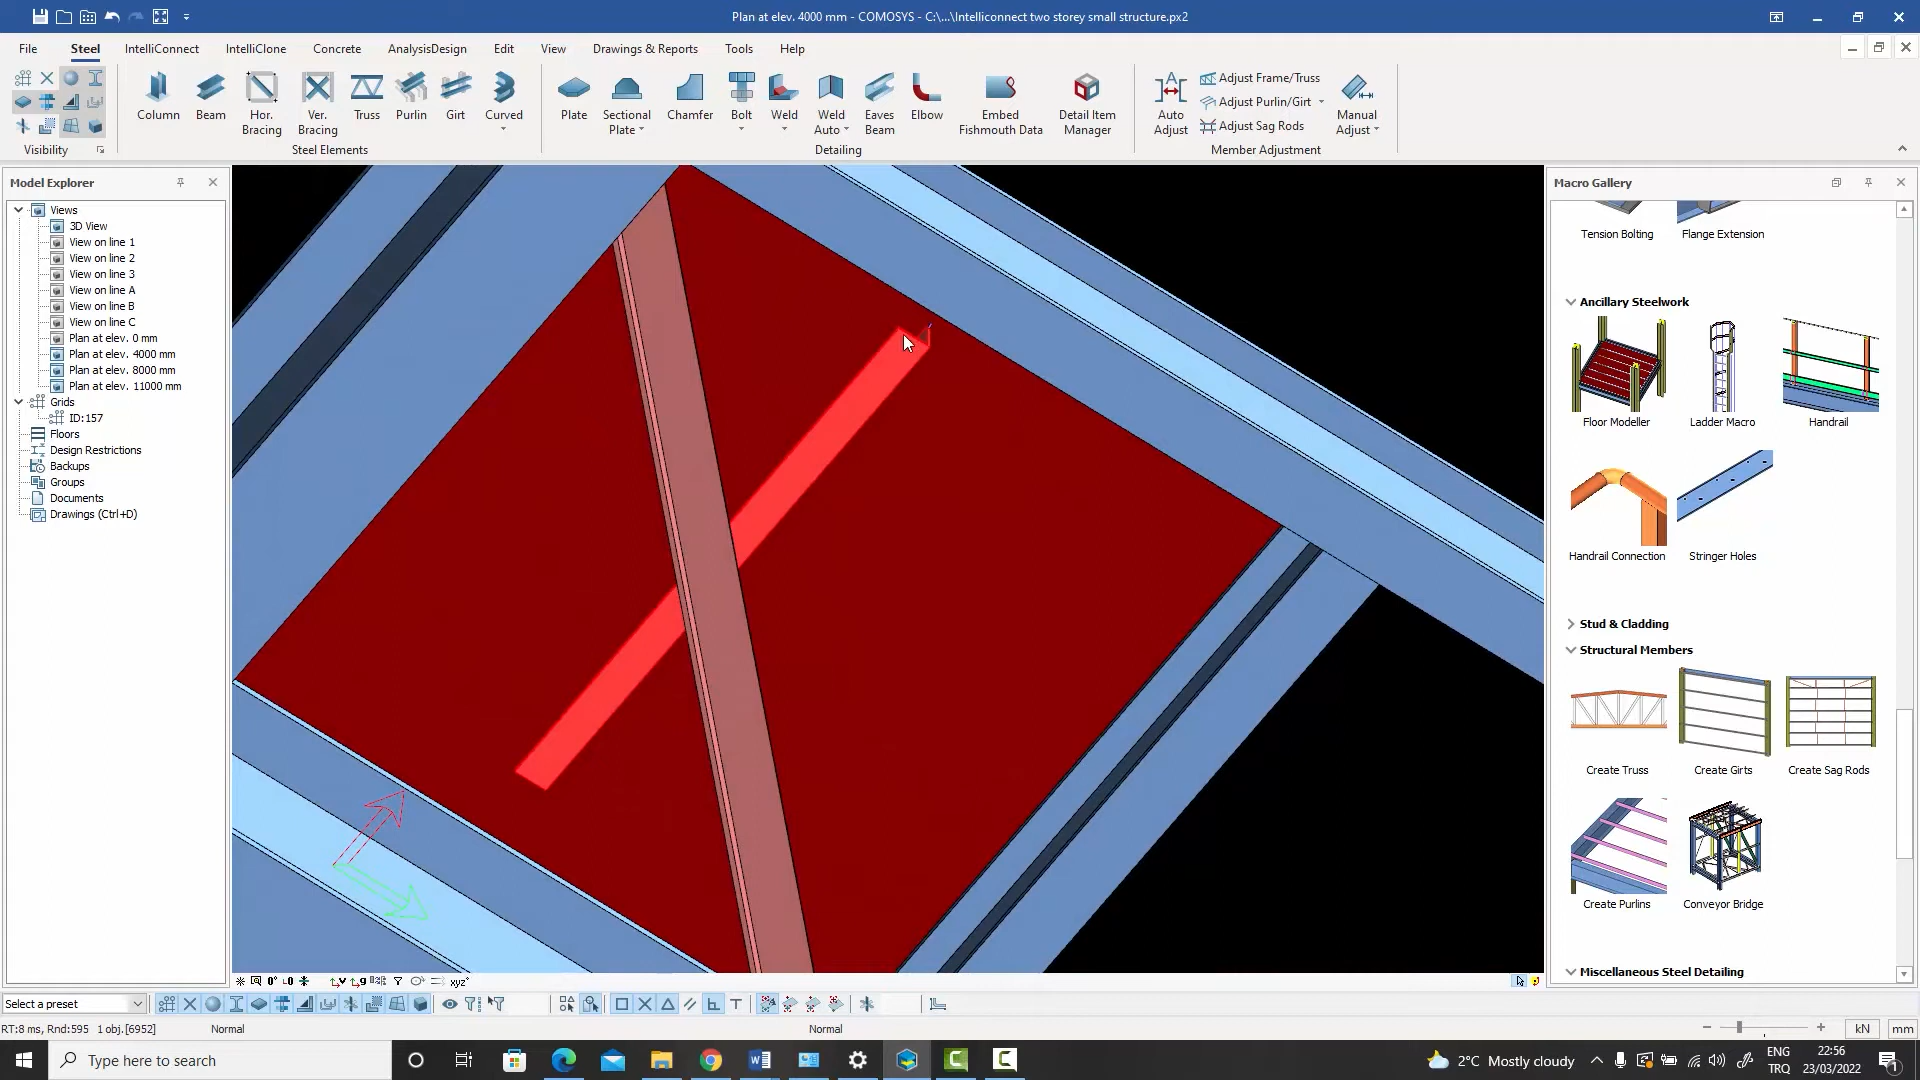 Plan at elev. 4000 mm - COMOSYS - C:\...\Intelliconnect two storey small structure.px2
File Steel IntelliConnect IntelliClone Concrete AnalysisDesign Edit View Drawings & Reports Tools Help
Visibility
Column
Beam
Hor. Bracing
Ver. Bracing
Truss
Purlin
Girt
Curved
Steel Elements
Plate
Sectional Plate
Chamfer
Bolt
Weld
Weld Auto
Eaves Beam
Elbow
Embed Fishmouth Data
Detail Item Manager
Detailing
Auto Adjust
Adjust Frame/Truss
Adjust Purlin/Girt
Adjust Sag Rods
Manual Adjust
Member Adjustment
Model Explorer
Views
3D View
View on line 1
View on line 2
View on line 3
View on line A
View on line B
View on line C
Plan at elev. 0 mm
Plan at elev. 4000 mm
Plan at elev. 8000 mm
Plan at elev. 11000 mm
Grids
ID:157
Floors
Design Restrictions
Backups
Groups
Documents
Drawings (Ctrl+D)
Macro Gallery
Tension Bolting Flange Extension
Ancillary Steelwork
Floor Modeller Ladder Macro Handrail
Handrail Connection Stringer Holes
Stud & Cladding
Structural Members
Create Truss Create Girts Create Sag Rods
Create Purlins Conveyor Bridge
Miscellaneous Steel Detailing
xyz°
Select a preset
RT:8 ms, Rnd:595 1 obj.[6952] Normal Normal kN mm
Type here to search
2°C Mostly cloudy
ENG
TRQ
22:56
23/03/2022
1